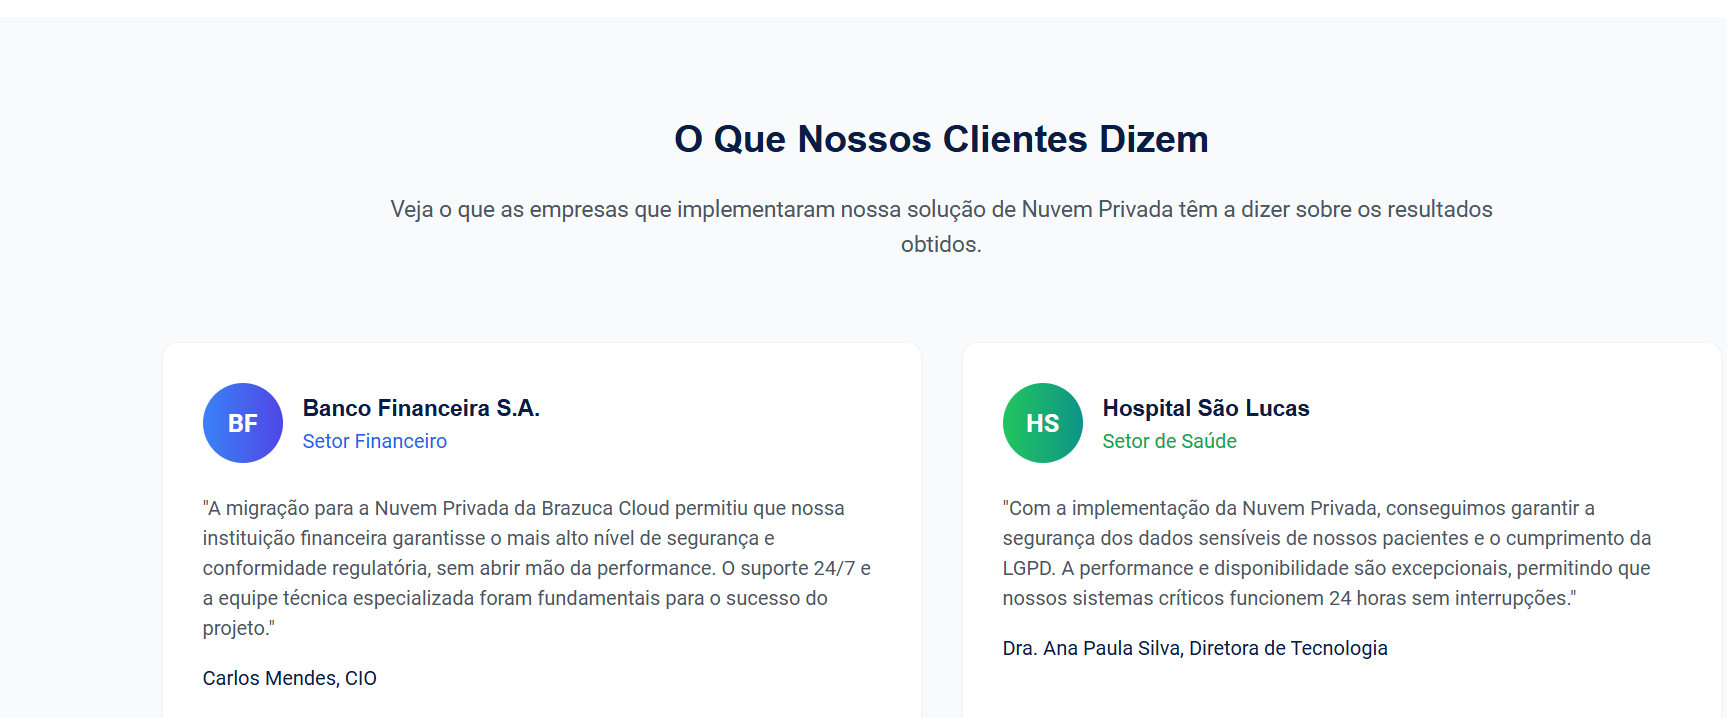 O Que Nossos Clientes Dizem
Veja o que as empresas que implementaram nossa solução de Nuvem Privada têm a dizer sobre os resultados
obtidos.
BF
Banco Financeira S.A.
Setor Financeiro
"A migração para a Nuvem Privada da Brazuca Cloud permitiu que nossa
instituição financeira garantisse o mais alto nível de segurança e
conformidade regulatória, sem abrir mão da performance. O suporte 24/7 e
a equipe técnica especializada foram fundamentais para o sucesso do
projeto."
Carlos Mendes, CIO
HS
Hospital São Lucas
Setor de Saúde
"Com a implementação da Nuvem Privada, conseguimos garantir a
segurança dos dados sensíveis de nossos pacientes e o cumprimento da
LGPD. A performance e disponibilidade são excepcionais, permitindo que
nossos sistemas críticos funcionem 24 horas sem interrupções."
Dra. Ana Paula Silva, Diretora de Tecnologia